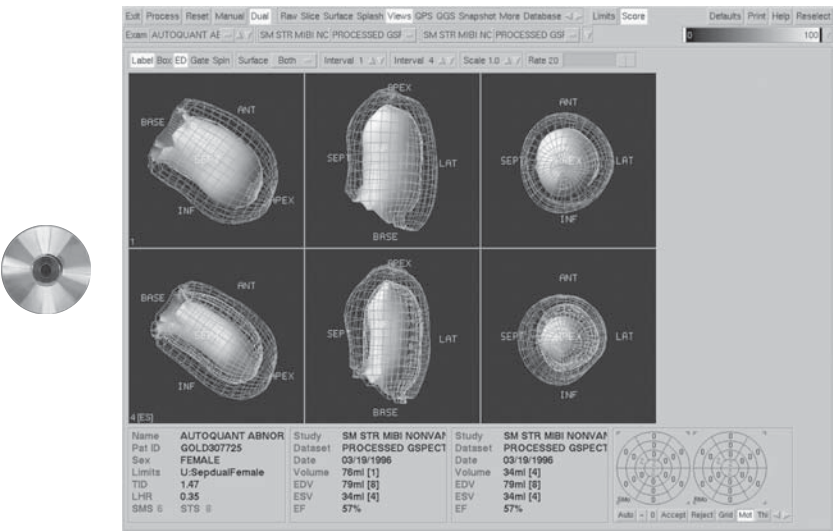 Exit Process Reset Manual Dual Raw Slice Surface Splash Views QPS QGS Snapshot More Database Limits Score Defaults Print Help Reselect
Exam AUTOQUANT AE SM STR MIBI NC PROCESSED GSF SM STR MIBI NC PROCESSED GSF 0 100
Label Box ED Gate Spin Surface Both Interval 1 Interval 4 Scale 1.0 Rate 20
BASE ANT SEPT INF APEX
APEX SEPT LAT BASE
ANT SEPT APEX LAT INF
1
BASE ANT SEPT INF APEX
APEX SEPT LAT BASE
ANT SEPT APEX LAT INF
4 [ES]
Name AUTOQUANT ABNOR
Pat ID GOLD307725
Sex FEMALE
Limits U:SepdualFemale
TID 1.47
LHR 0.35
SMS 6 STS 8
Study SM STR MIBI NONVAN
Dataset PROCESSED GSPECT
Date 03/19/1996
Volume 76ml [1]
EDV 79ml [8]
ESV 34ml [4]
EF 57%
Study SM STR MIBI NONVAN
Dataset PROCESSED GSPECT
Date 03/19/1996
Volume 34ml [4]
EDV 79ml [8]
ESV 34ml [4]
EF 57%
Auto - 0 Accept Reject Grid Mot Thi